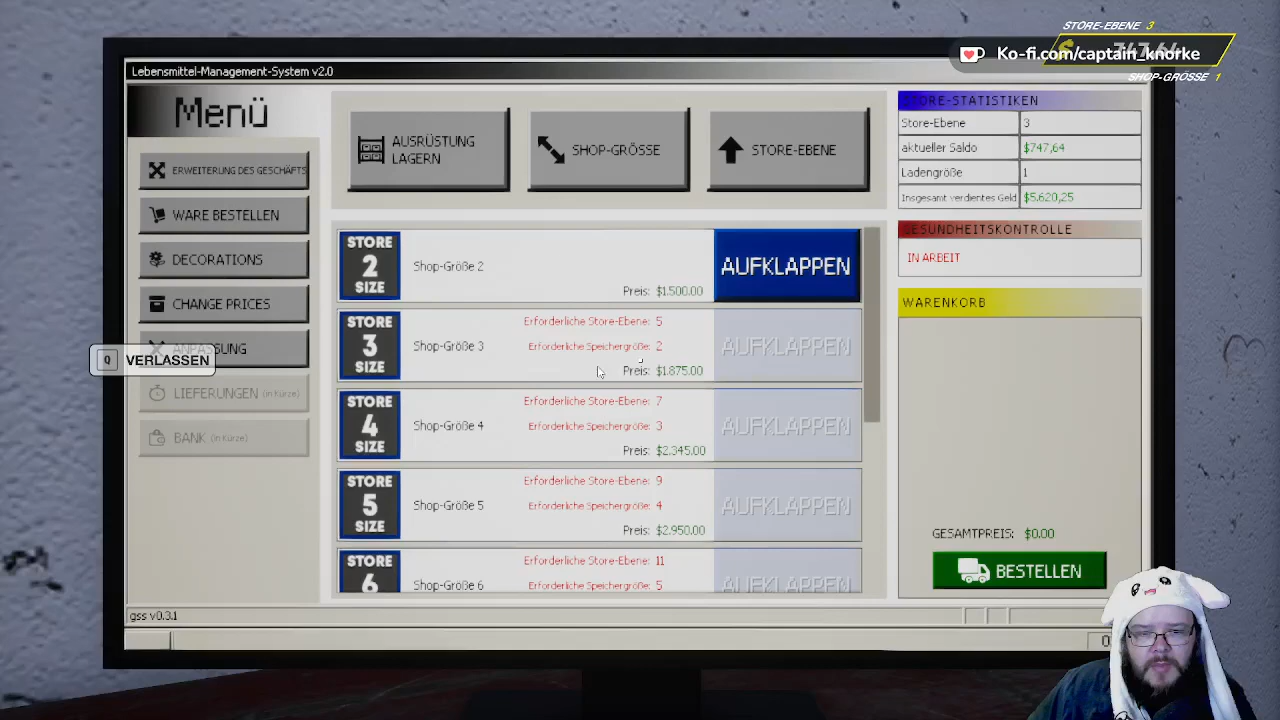 STORE-EBENE 3
Ko-fi.com/captain_knorke
SHOP-GRÖSSE 1
Lebensmittel-Management-System v2.0
Menü
ERWEITERUNG DES GESCHÄFTS
WARE BESTELLEN
DECORATIONS
CHANGE PRICES
ANPASSUNG
Q VERLASSEN
LIEFERUNGEN (in Kürze)
BANK (in Kürze)
AUSRÜSTUNG
LAGERN
SHOP-GRÖSSE
STORE-EBENE
STORE
2
SIZE
Shop-Größe 2
Preis: $1.500.00
AUFKLAPPEN
STORE
3
SIZE
Shop-Größe 3
Erforderliche Store-Ebene: 5
Erforderliche Speichergröße: 2
Preis: $1.875.00
AUFKLAPPEN
STORE
4
SIZE
Shop-Größe 4
Erforderliche Store-Ebene: 7
Erforderliche Speichergröße: 3
Preis: $2.345.00
AUFKLAPPEN
STORE
5
SIZE
Shop-Größe 5
Erforderliche Store-Ebene: 9
Erforderliche Speichergröße: 4
Preis: $2.950.00
AUFKLAPPEN
STORE
6
Shop-Größe 6
Erforderliche Store-Ebene: 11
Erforderliche Speichergröße: 5
AUFKLAPPEN
STORE-STATISTIKEN
Store-Ebene 3
aktueller Saldo $747,64
Ladengröße 1
Insgesamt verdientes Geld $5.620,25
GESUNDHEITSKONTROLLE
IN ARBEIT
WARENKORB
GESAMTPREIS: $0.00
BESTELLEN
gss v0.3.1